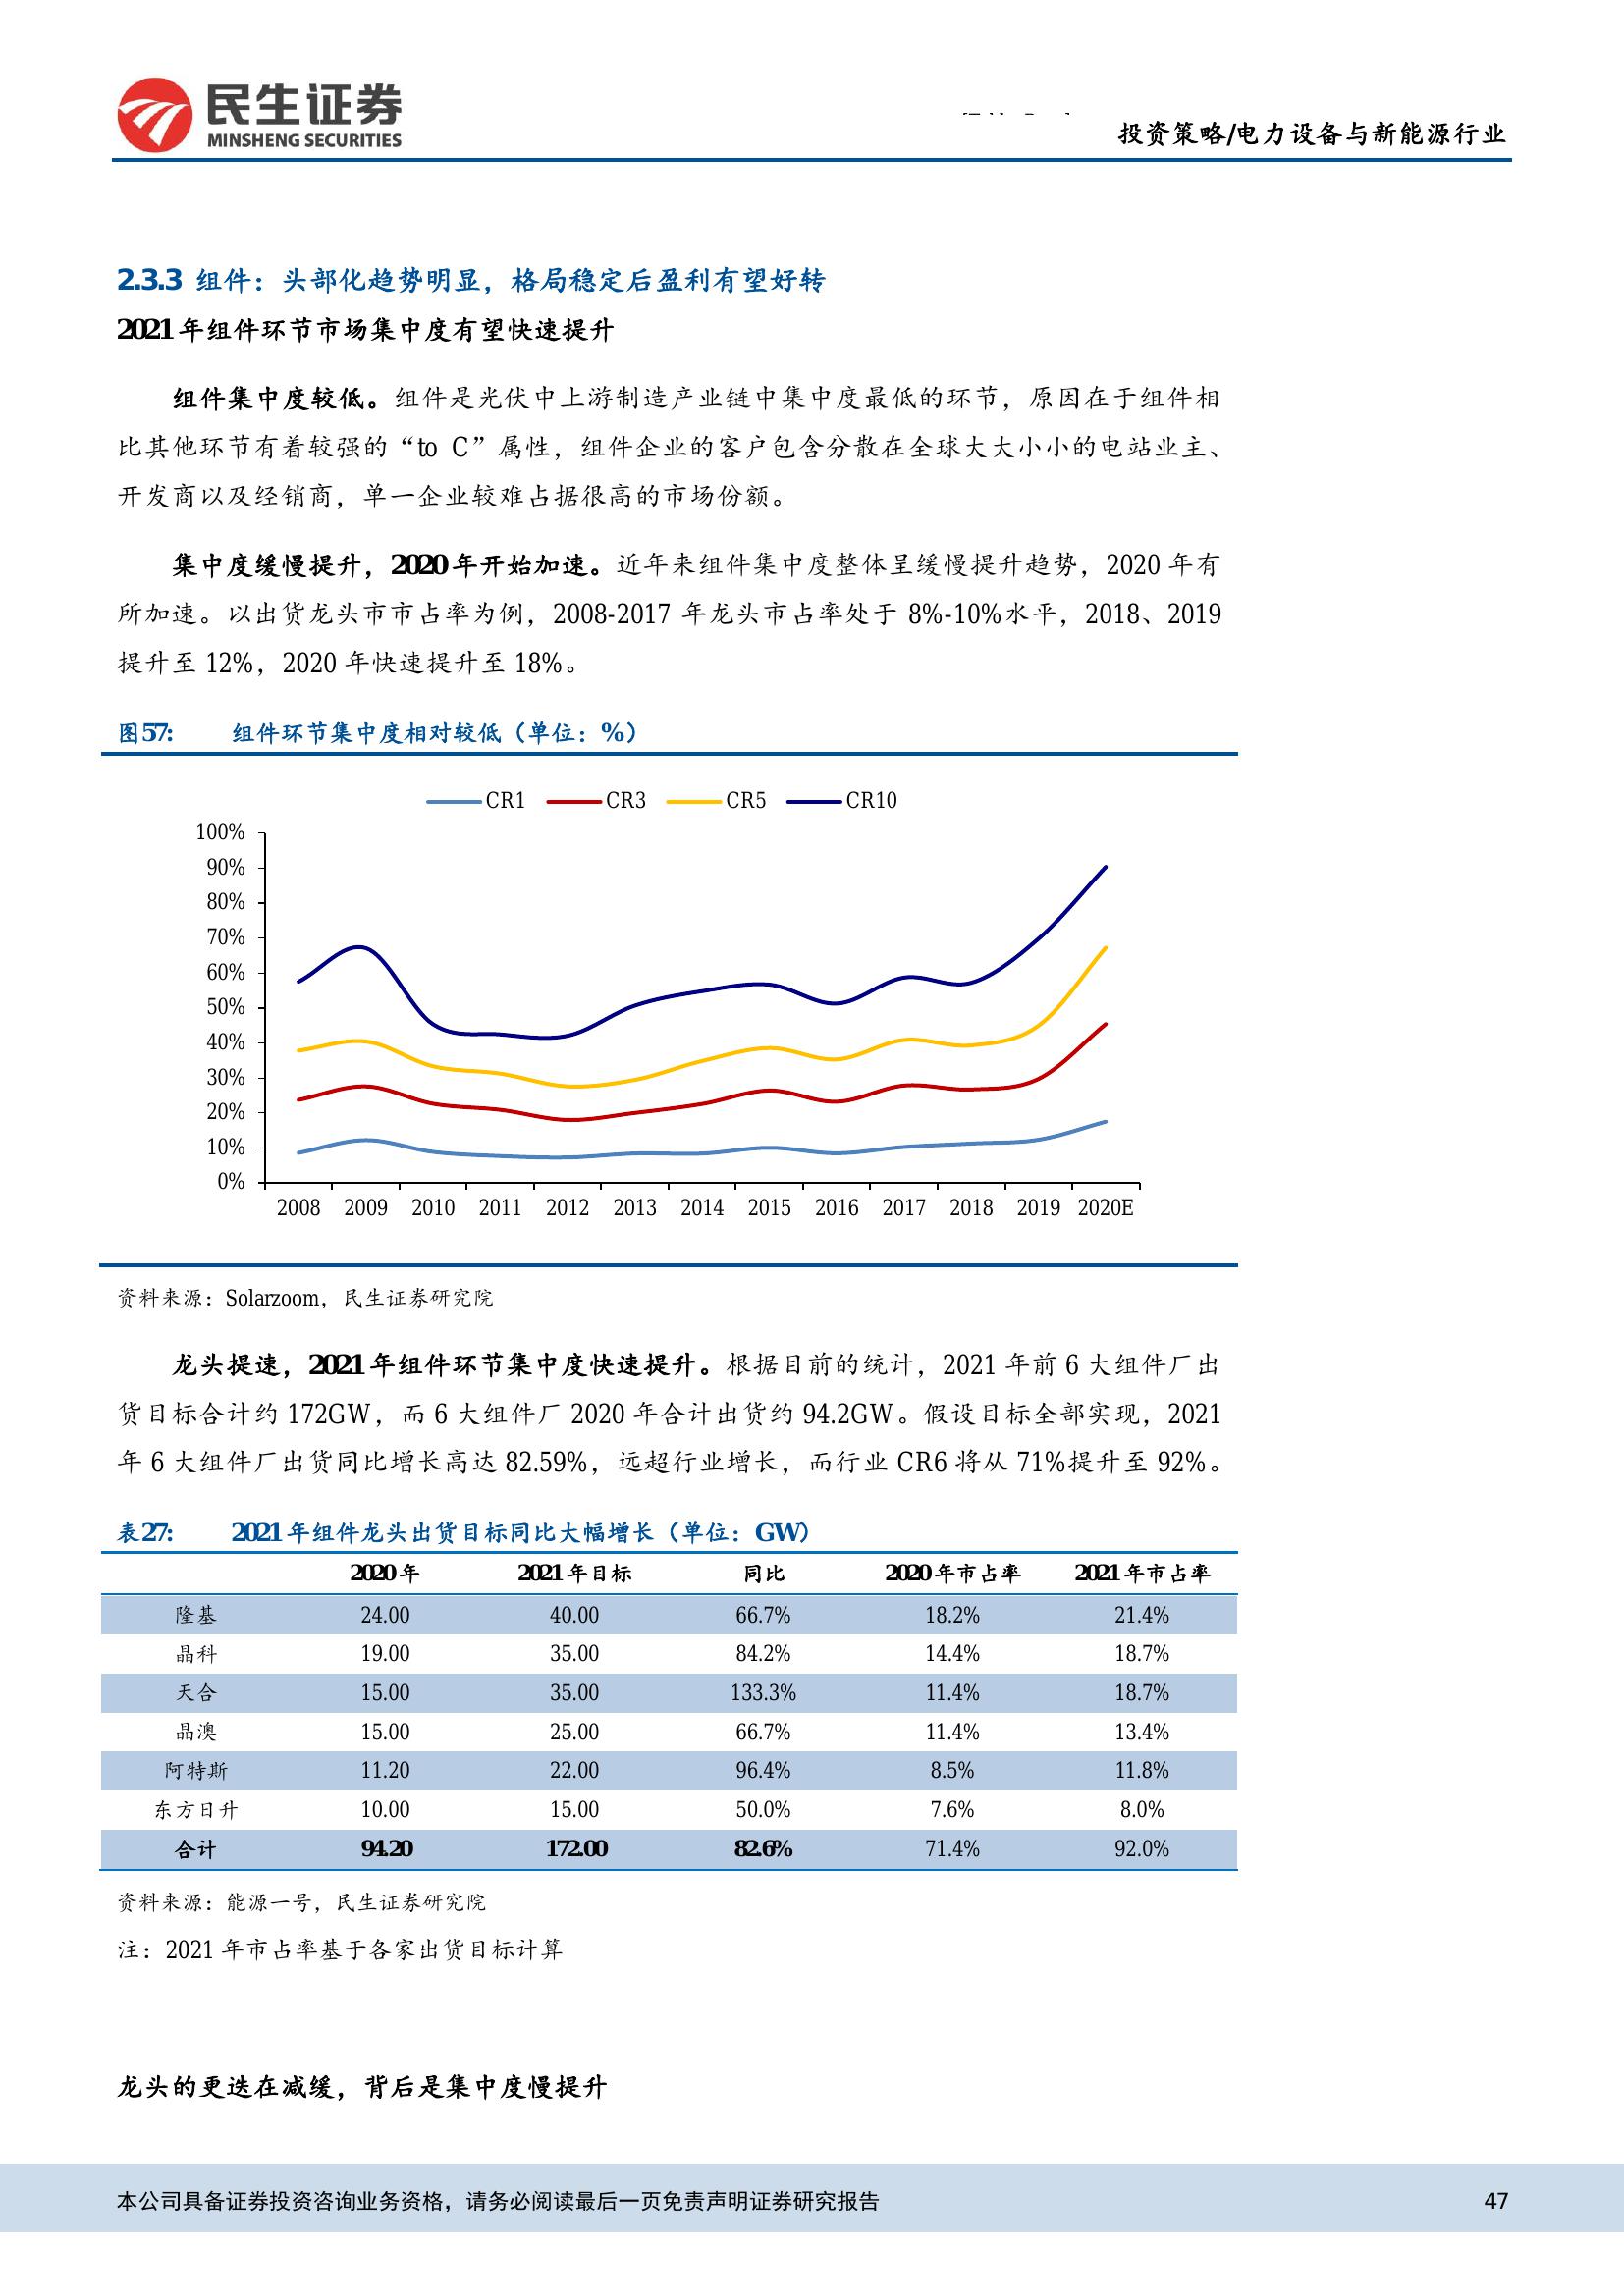 民生证券
MINSHENG SECURITIES
投资策略/电力设备与新能源行业
2.3.3 组件：头部化趋势明显，格局稳定后盈利有望好转
2021 年组件环节市场集中度有望快速提升
组件集中度较低。组件是光伏中上游制造产业链中集中度最低的环节，原因在于组件相
比其他环节有着较强的“to C”属性，组件企业的客户包含分散在全球大大小小的电站业主、
开发商以及经销商，单一企业较难占据很高的市场份额。
集中度缓慢提升，2020 年开始加速。近年来组件集中度整体呈缓慢提升趋势，2020 年有
所加速。以出货龙头市市占率为例，2008-2017 年龙头市占率处于 8%-10%水平，2018、2019
提升至 12%，2020 年快速提升至 18%。
图57: 组件环节集中度相对较低（单位：%）
CR1 CR3 CR5 CR10
100%
90%
80%
70%
60%
50%
40%
30%
20%
10%
0%
2008 2009 2010 2011 2012 2013 2014 2015 2016 2017 2018 2019 2020E
资料来源：Solarzoom，民生证券研究院
龙头提速，2021 年组件环节集中度快速提升。根据目前的统计，2021 年前 6 大组件厂出
货目标合计约 172GW，而 6 大组件厂 2020 年合计出货约 94.2GW。假设目标全部实现，2021
年 6 大组件厂出货同比增长高达 82.59%，远超行业增长，而行业 CR6 将从 71%提升至 92%。
表27: 2021 年组件龙头出货目标同比大幅增长（单位：GW）
2020 年 2021 年目标 同比 2020 年市占率 2021 年市占率
隆基 24.00 40.00 66.7% 18.2% 21.4%
晶科 19.00 35.00 84.2% 14.4% 18.7%
天合 15.00 35.00 133.3% 11.4% 18.7%
晶澳 15.00 25.00 66.7% 11.4% 13.4%
阿特斯 11.20 22.00 96.4% 8.5% 11.8%
东方日升 10.00 15.00 50.0% 7.6% 8.0%
合计 94.20 172.00 82.6% 71.4% 92.0%
资料来源：能源一号，民生证券研究院
注：2021 年市占率基于各家出货目标计算
龙头的更迭在减缓，背后是集中度慢提升
本公司具备证券投资咨询业务资格，请务必阅读最后一页免责声明证券研究报告 47